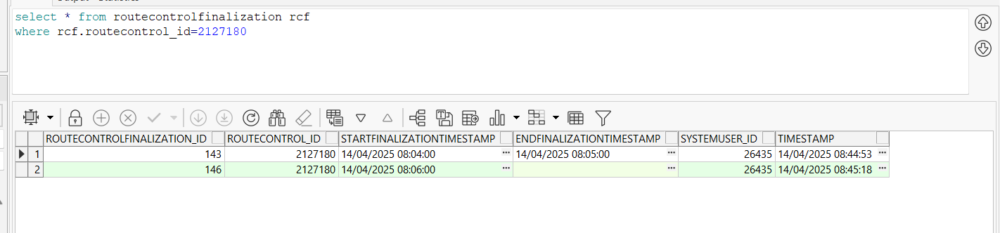 select * from routecontrolfinalization rcf
where rcf.routecontrol_id=2127180
ROUTECONTROLFINALIZATION_ID ROUTECONTROL_ID STARTFINALIZATIONTIMESTAMP ENDFINALIZATIONTIMESTAMP SYSTEMUSER_ID TIMESTAMP
1 143 2127180 14/04/2025 08:04:00 ... 14/04/2025 08:05:00 ... 26435 14/04/2025 08:44:53 ...
2 146 2127180 14/04/2025 08:06:00 ... ... 26435 14/04/2025 08:45:18 ...